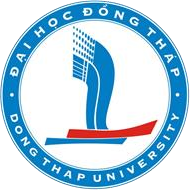 ĐẠI HỌC ĐỒNG THÁP
DONG THAP UNIVERSITY